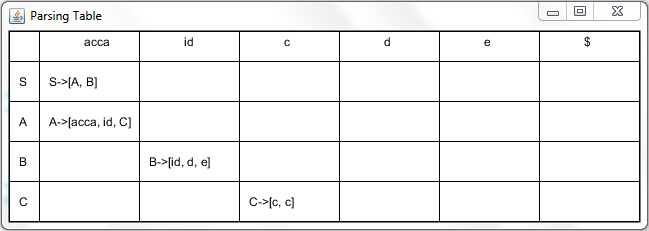 Parsing Table
acca id c d e $
S S->[A, B]
A A->[acca, id, C]
B B->[id, d, e]
C C->[c, c]